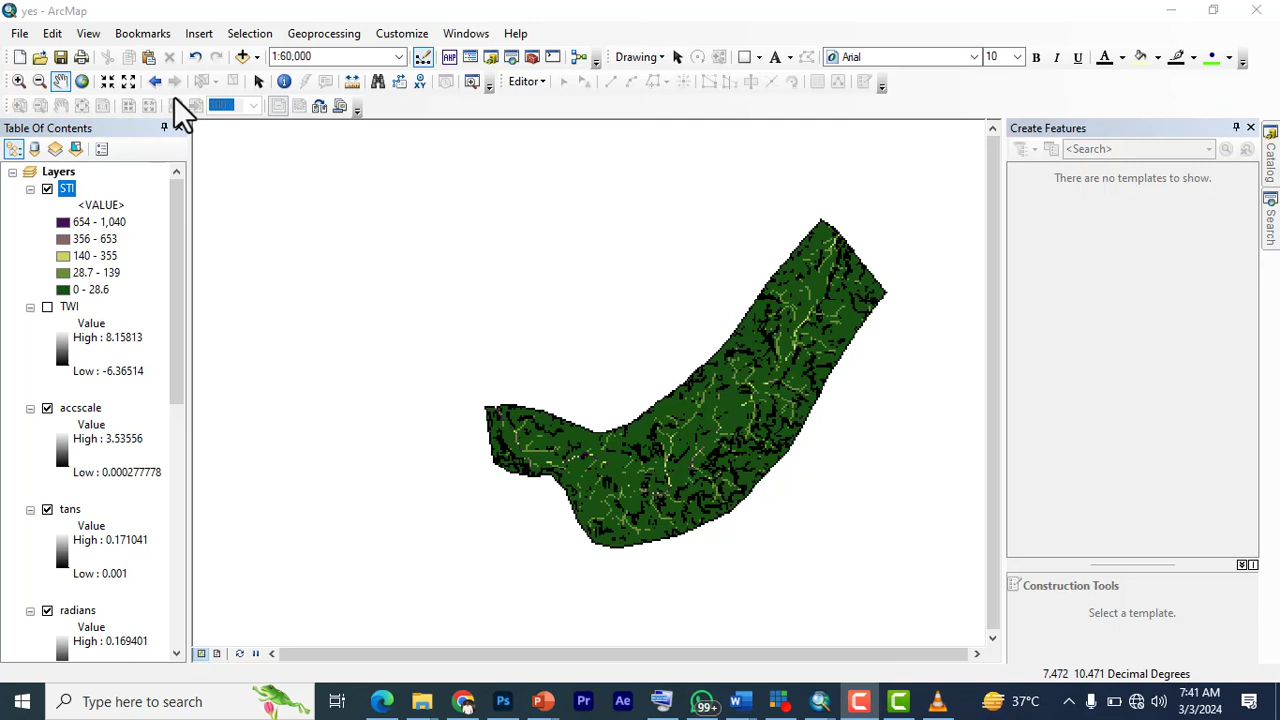 yes - ArcMap
File Edit View Bookmarks Insert Selection Geoprocessing Customize Windows Help
1:60,000 Drawing Arial 10 B I U A
Editor
Table Of Contents
Create Features
<Search>
There are no templates to show.
Catalog
Search
Layers
STI
<VALUE>
654 - 1,040
356 - 653
140 - 355
28.7 - 139
0 - 28.6
TWI
Value
High : 8.15813
Low : -6.36514
accscale
Value
High : 3.53556
Low : 0.000277778
tans
Value
High : 0.171041
Low : 0.001
radians
Value
High : 0.169401
Construction Tools
Select a template.
7.472 10.471 Decimal Degrees
Type here to search
99+
37°C
7:41 AM
3/3/2024